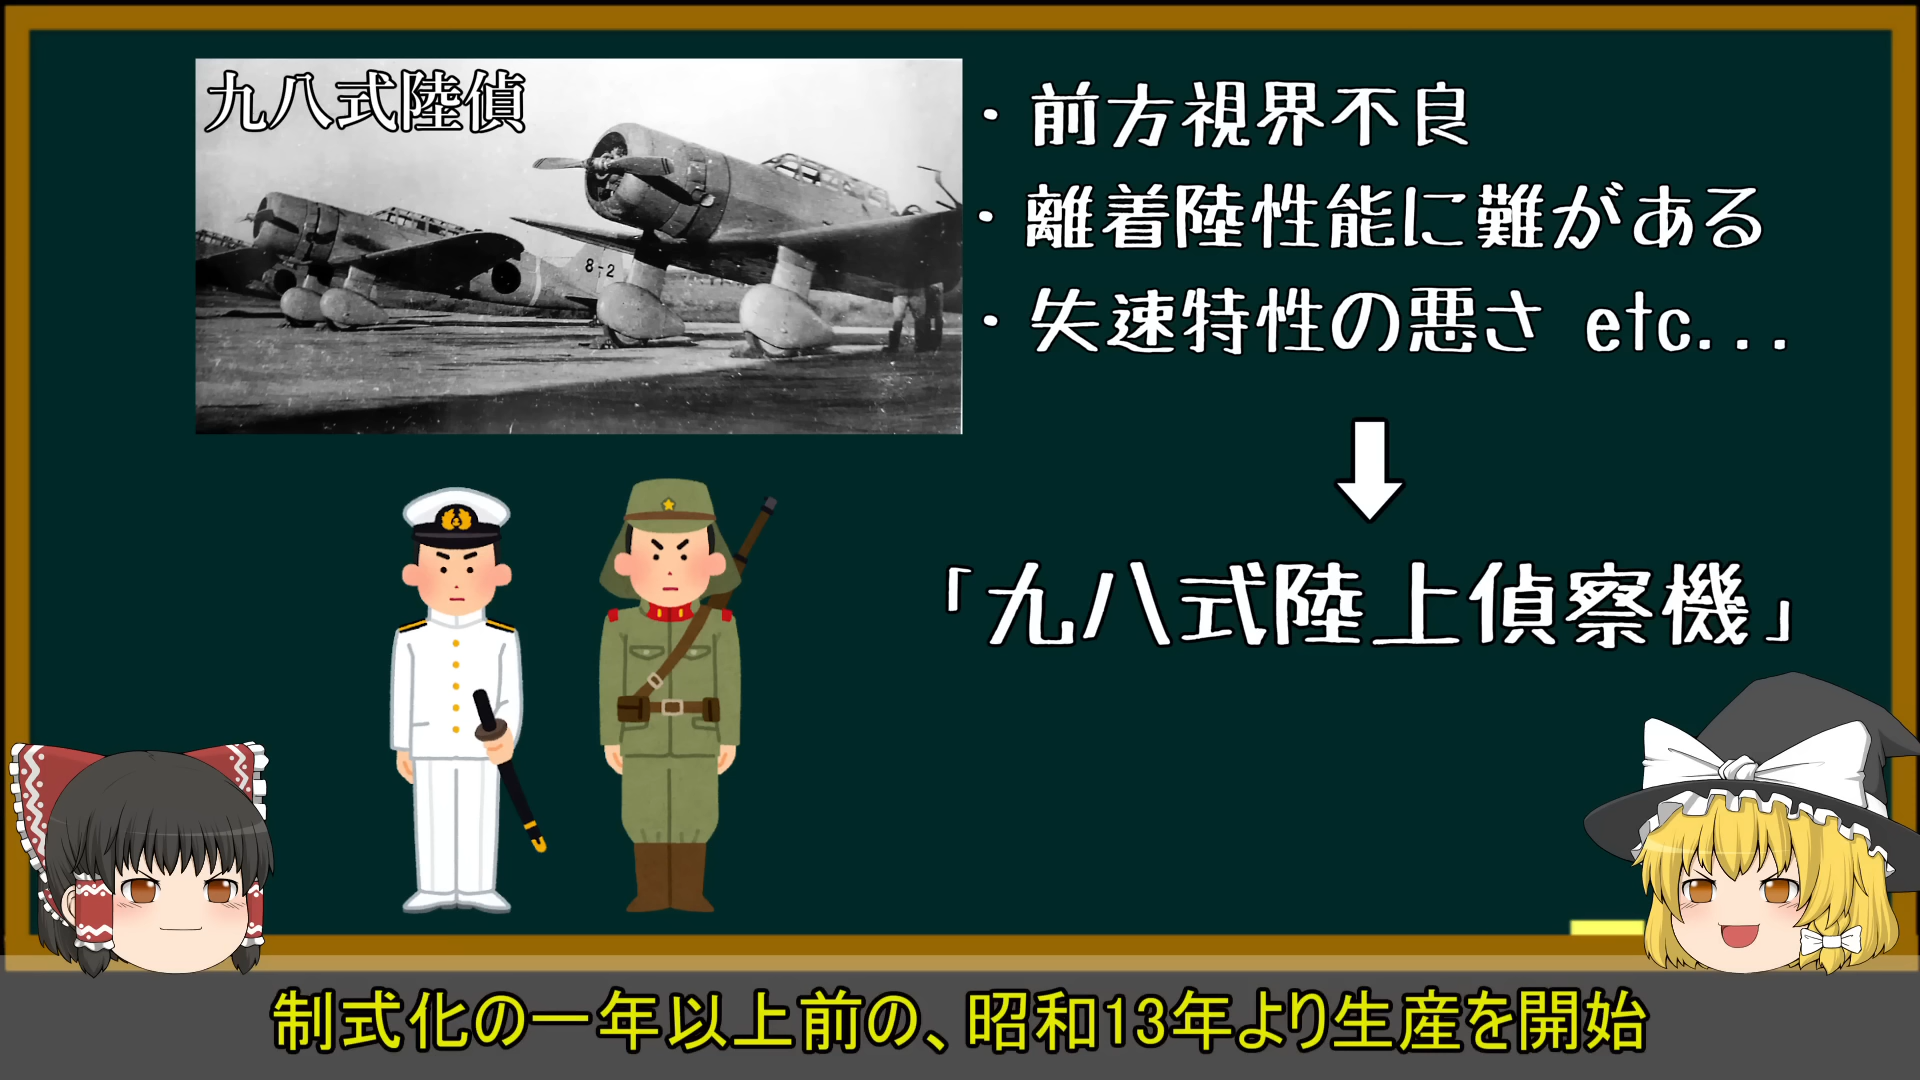 九八式陸偵
8-2
・前方視界不良
・離着陸性能に難がある
・失速特性の悪さ etc...
「九八式陸上偵察機」
制式化の一年以上前の、昭和13年より生産を開始